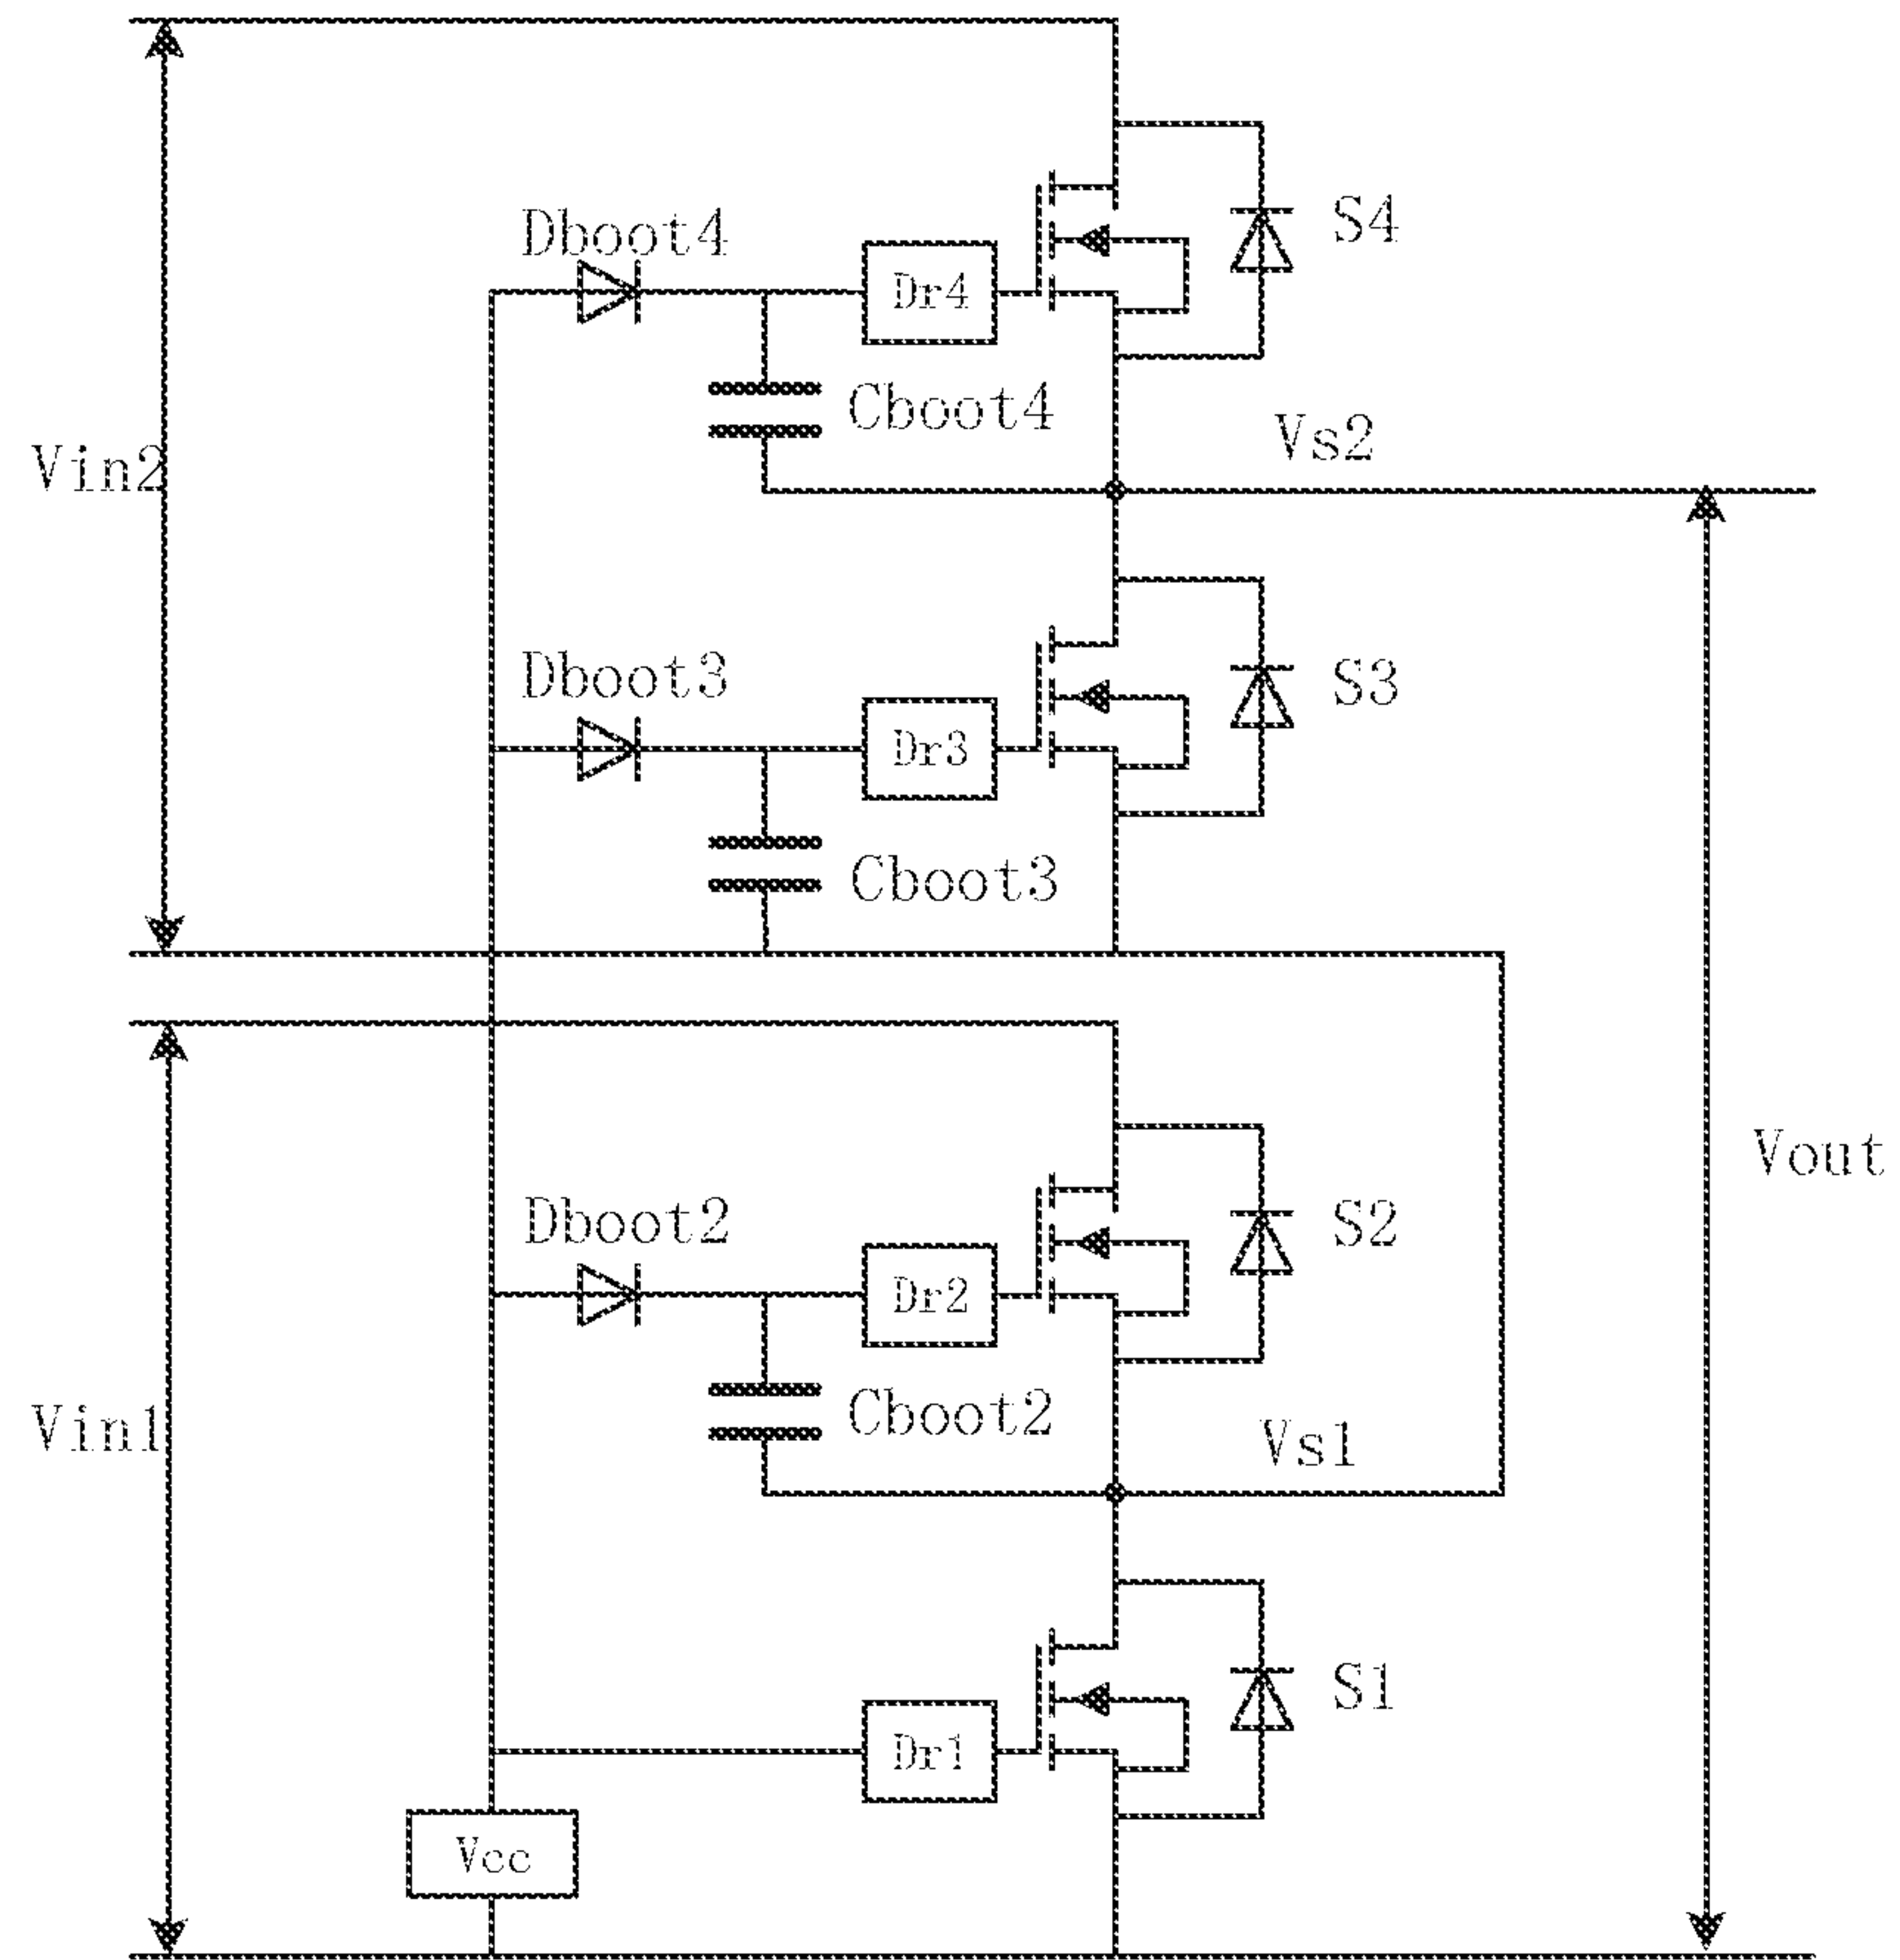 Dboot4
Dr4
S4
Cboot4
Vs2
Vin2
Dboot3
Dr3
S3
Cboot3
Vout
Dboot2
Dr2
S2
Cboot2
Vs1
Vin1
Dr1
S1
Vcc